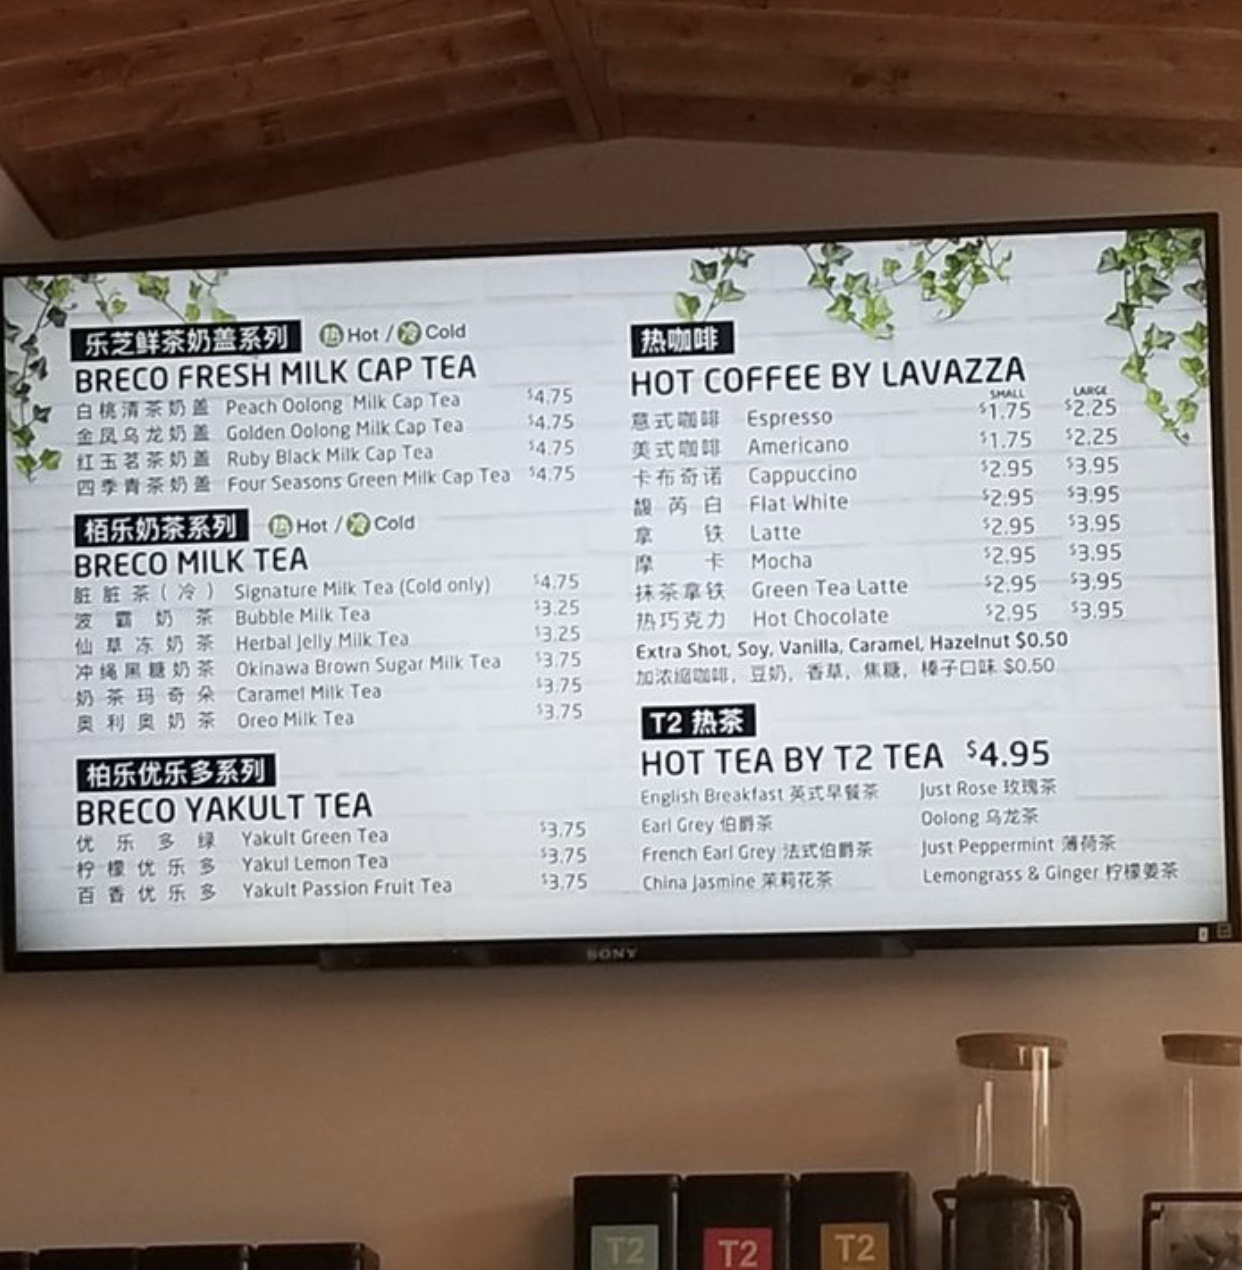 乐芝鲜茶奶盖系列 热 Hot / 冷 Cold
BRECO FRESH MILK CAP TEA
白桃清茶奶盖 Peach Oolong Milk Cap Tea $4.75
金凤乌龙奶盖 Golden Oolong Milk Cap Tea $4.75
红玉茗茶奶盖 Ruby Black Milk Cap Tea $4.75
四季青茶奶盖 Four Seasons Green Milk Cap Tea $4.75
栢乐奶茶系列 热 Hot / 冷 Cold
BRECO MILK TEA
脏脏茶(冷) Signature Milk Tea (Cold only) $4.75
波霸奶茶 Bubble Milk Tea $3.25
仙草冻奶茶 Herbal Jelly Milk Tea $3.25
冲绳黑糖奶茶 Okinawa Brown Sugar Milk Tea $3.75
奶茶玛奇朵 Caramel Milk Tea $3.75
奥利奥奶茶 Oreo Milk Tea $3.75
柏乐优乐多系列
BRECO YAKULT TEA
优乐多绿 Yakult Green Tea $3.75
柠檬优乐多 Yakul Lemon Tea $3.75
百香优乐多 Yakult Passion Fruit Tea $3.75
热咖啡
HOT COFFEE BY LAVAZZA
SMALL LARGE
意式咖啡 Espresso $1.75 $2.25
美式咖啡 Americano $1.75 $2.25
卡布奇诺 Cappuccino $2.95 $3.95
馥芮白 Flat White $2.95 $3.95
拿铁 Latte $2.95 $3.95
摩卡 Mocha $2.95 $3.95
抹茶拿铁 Green Tea Latte $2.95 $3.95
热巧克力 Hot Chocolate $2.95 $3.95
Extra Shot, Soy, Vanilla, Caramel, Hazelnut $0.50
加浓缩咖啡, 豆奶, 香草, 焦糖, 榛子口味 $0.50
T2 热茶
HOT TEA BY T2 TEA $4.95
English Breakfast 英式早餐茶 Just Rose 玫瑰茶
Earl Grey 伯爵茶 Oolong 乌龙茶
French Earl Grey 法式伯爵茶 Just Peppermint 薄荷茶
China Jasmine 茉莉花茶 Lemongrass & Ginger 柠檬姜茶
SONY
T2 T2 T2